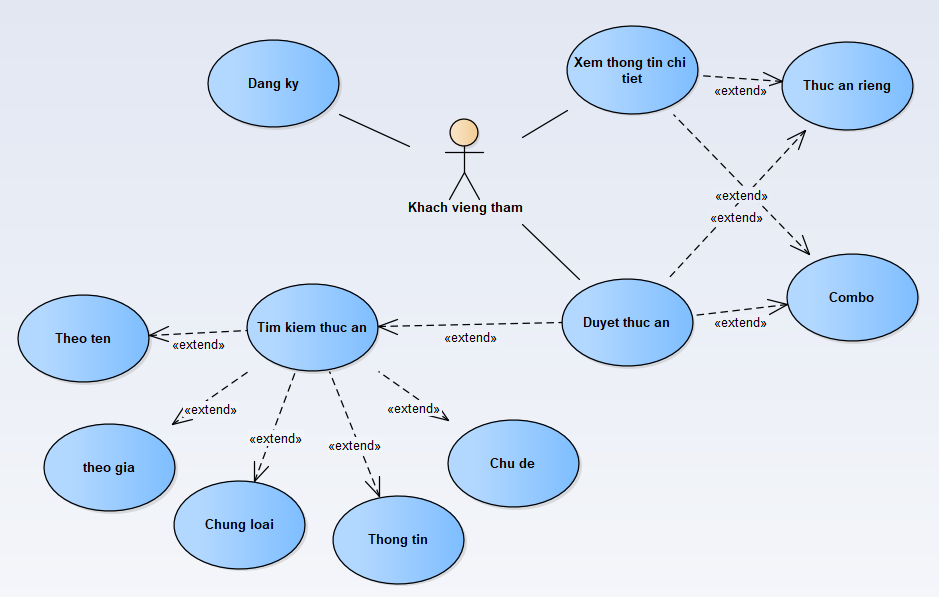 Dang ky
Xem thong tin chi
tiet
Thuc an rieng
«extend»
Khach vieng tham
«extend»
«extend»
Combo
Duyet thuc an
«extend»
Tim kiem thuc an
«extend»
Theo ten
«extend»
«extend»
«extend»
«extend»
«extend»
theo gia
Chu de
Chung loai
Thong tin